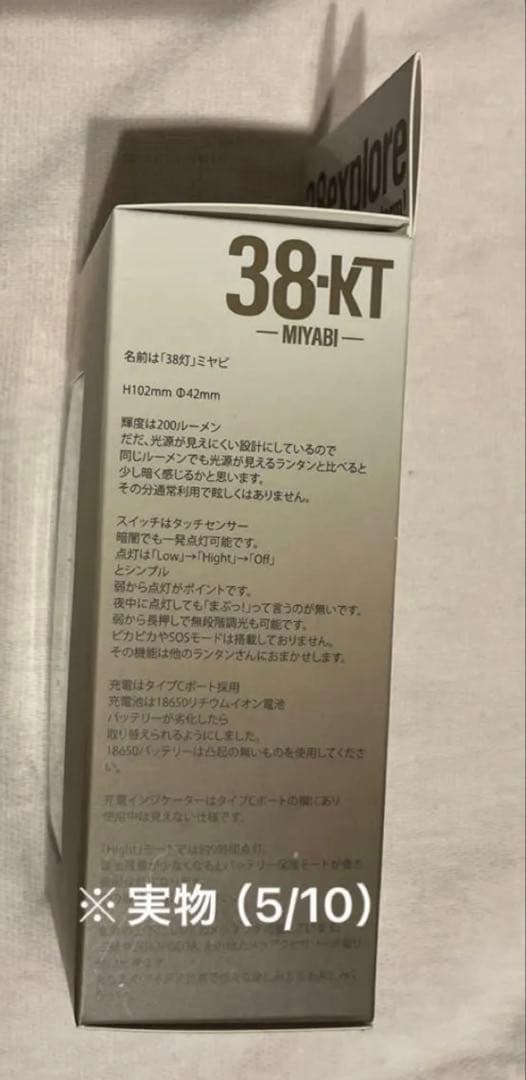 38explore
38-KT
MIYABI
名前は「38灯」ミヤビ
H102mm Φ42mm
輝度は200ルーメン
だだ、光源が見えにくい設計にしているので
同じルーメンでも光源が見えるランタンと比べると
少し暗く感じるかと思います。
その分通常利用で眩しくはありません。
スイッチはタッチセンサー
暗闇でも一発点灯可能です。
点灯は「Low」→「Hight」→「Off」
とシンプル
弱から点灯がポイントです。
夜中に点灯しても「まぶっ!」って言うのが無いです。
弱から長押しで無段階調光も可能です。
ピカピカやSOSモードは搭載しておりません。
その機能は他のランタンさんにおまかせします。
充電はタイプCポート採用
充電池は18650リチウムイオン電池
バッテリーが劣化したら
取り替えられるようにしました。
18650バッテリーは凸起の無いものを使用してくださ
い。
充電インジケーターはタイプCポートの横にあり
使用中は見えない仕様です。
「Hight」モードでは約9時間点灯
※ 実物 (5/10)